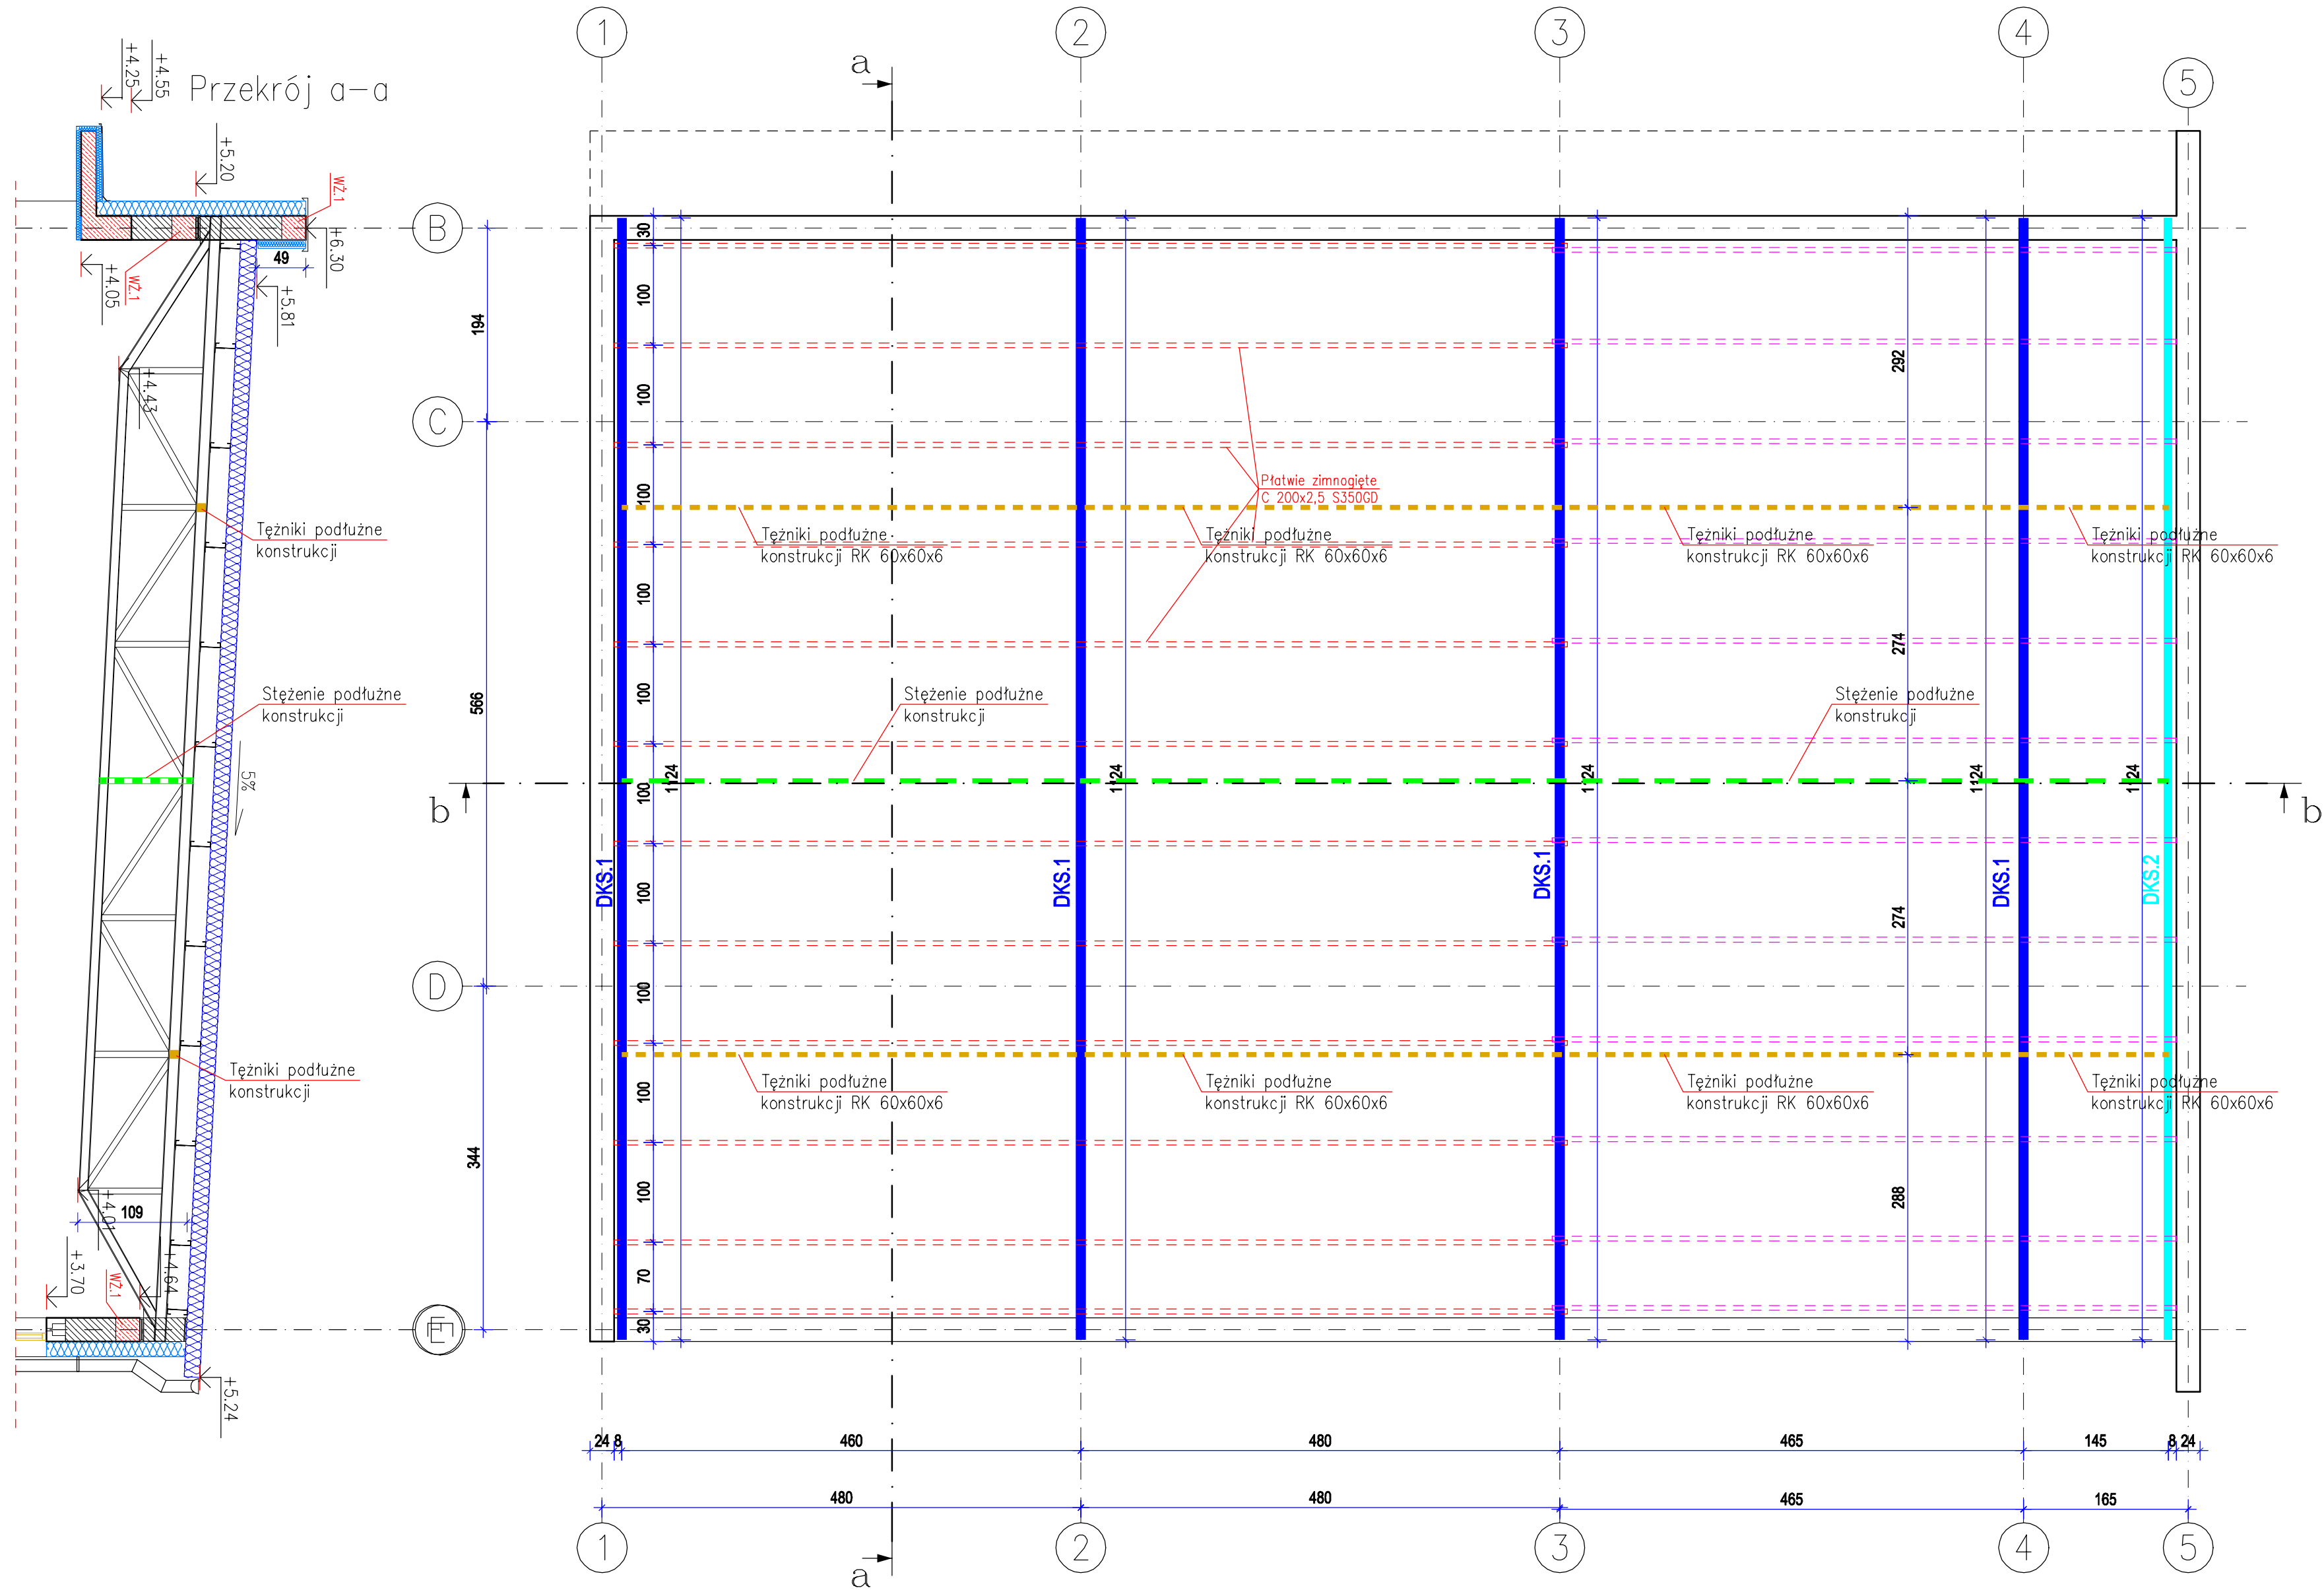 Przekrój a-a
+4.25
+4.55
+5.20
WŻ.1
+6.30
+4.05
WŻ.1
49
+5.81
+4.43
Tężniki podłużne
konstrukcji
Stężenie podłużne
konstrukcji
5%
Tężniki podłużne
konstrukcji
+4.01
109
+3.70
WŻ.1
+4.64
+5.24
1
2
3
4
5
a
B
C
D
E
194
566
344
30
100
100
100
100
100
100
100
100
100
100
70
30
292
274
274
288
Płatwie zimnogięte
C 200x2,5 S350GD
Tężniki podłużne
konstrukcji RK 60x60x6
Tężniki podłużne
konstrukcji RK 60x60x6
Tężniki podłużne
konstrukcji RK 60x60x6
Tężniki podłużne
konstrukcji RK 60x60x6
Stężenie podłużne
konstrukcji
Stężenie podłużne
konstrukcji
1124
1124
1124
1124
1124
b
b
DKS.1
DKS.1
DKS.1
DKS.1
DKS.2
Tężniki podłużne
konstrukcji RK 60x60x6
Tężniki podłużne
konstrukcji RK 60x60x6
Tężniki podłużne
konstrukcji RK 60x60x6
Tężniki podłużne
konstrukcji RK 60x60x6
24 8 460 480 465 145 8 24
480 480 465 165
1
2
3
4
5
a